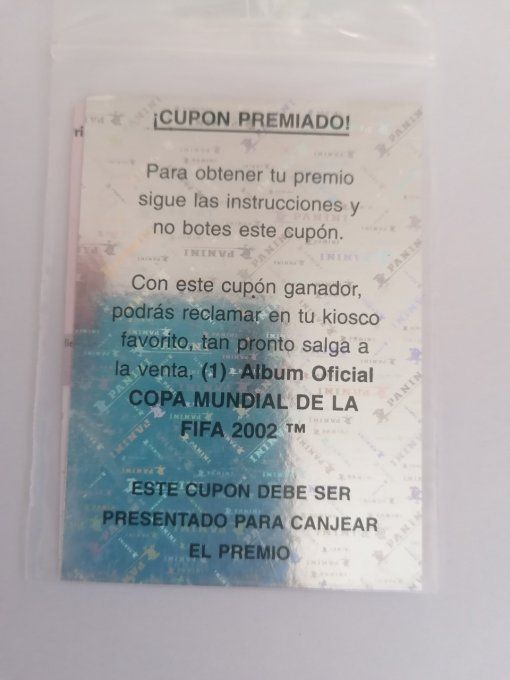 ¡CUPON PREMIADO!
Para obtener tu premio
sigue las instrucciones y
no botes este cupón.
Con este cupón ganador,
podrás reclamar en tu kiosco
favorito, tan pronto salga a
la venta, (1) Album Oficial
COPA MUNDIAL DE LA
FIFA 2002 ™
ESTE CUPON DEBE SER
PRESENTADO PARA CANJEAR
EL PREMIO
PANINI